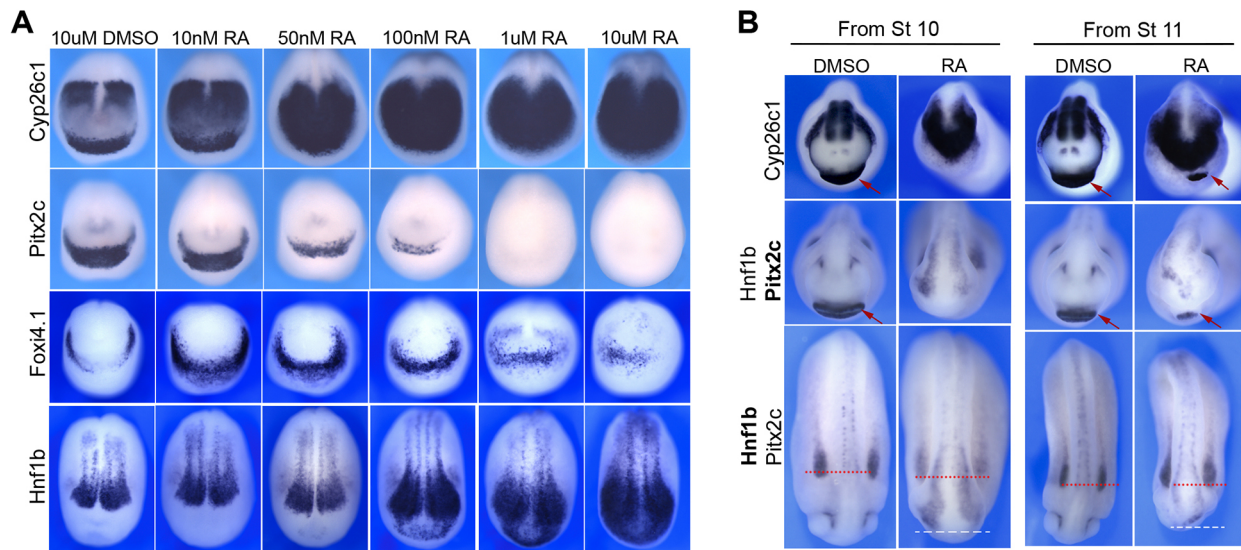 A
10uM DMSO 10nM RA 50nM RA 100nM RA 1uM RA 10uM RA
Cyp26c1
Pitx2c
Foxi4.1
Hnf1b
B
From St 10 From St 11
DMSO RA DMSO RA
Cyp26c1
Hnf1b
Pitx2c
Hnf1b
Pitx2c